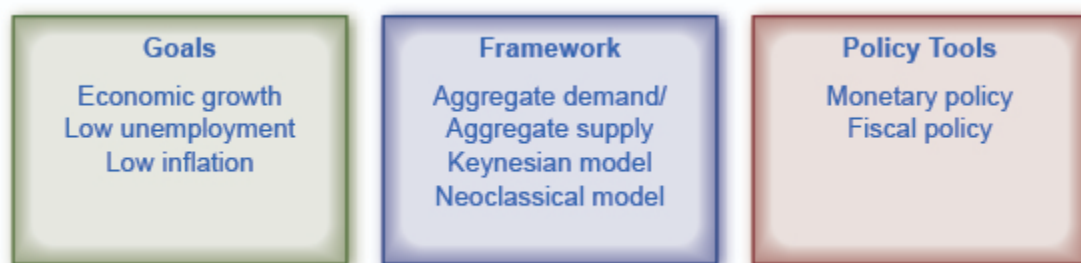 Goals
Economic growth
Low unemployment
Low inflation
Framework
Aggregate demand/
Aggregate supply
Keynesian model
Neoclassical model
Policy Tools
Monetary policy
Fiscal policy